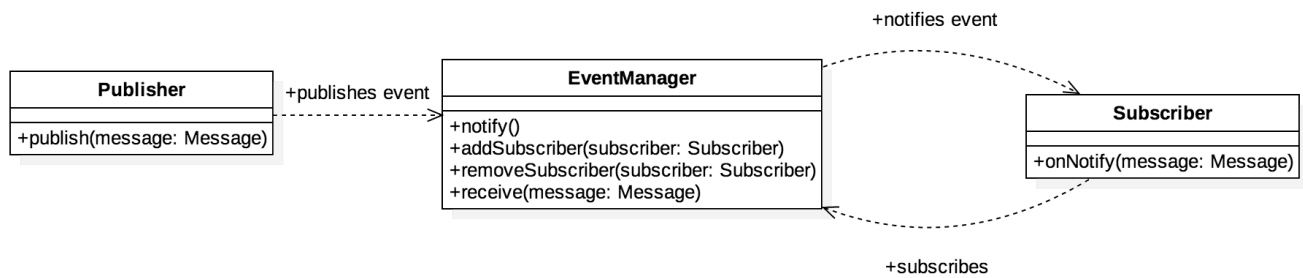 +notifies event
Publisher
+publish(message: Message)
+publishes event
EventManager
+notify()
+addSubscriber(subscriber: Subscriber)
+removeSubscriber(subscriber: Subscriber)
+receive(message: Message)
Subscriber
+onNotify(message: Message)
+subscribes